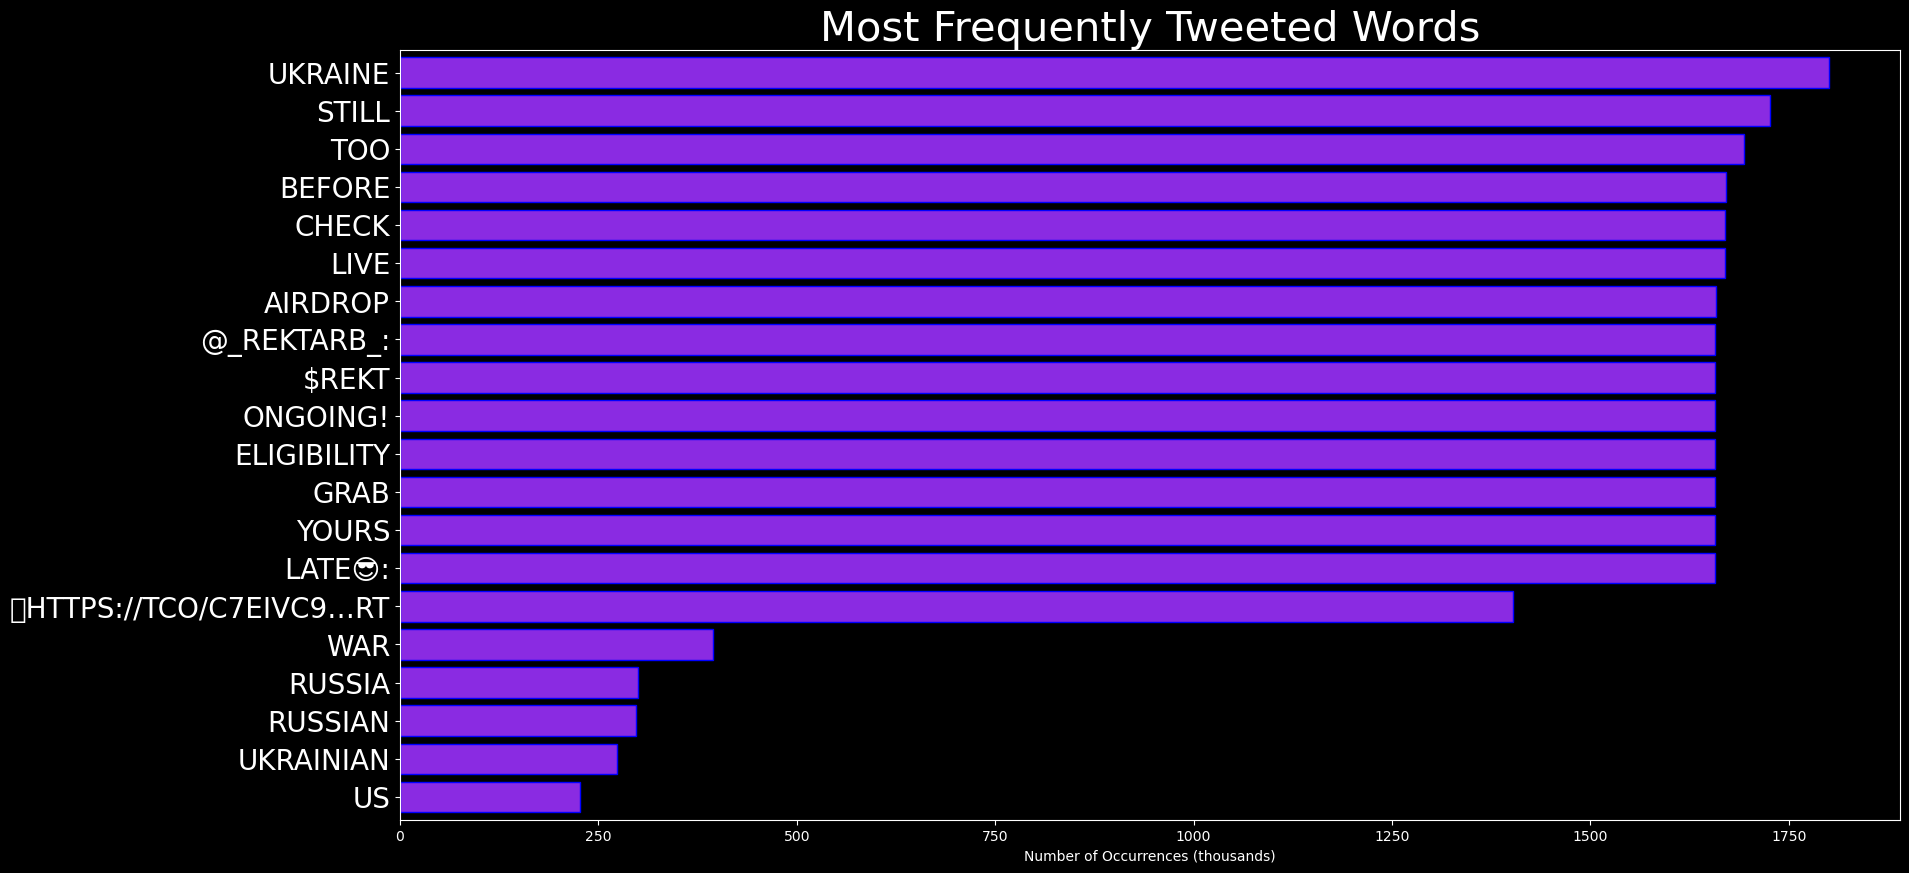 Most Frequently Tweeted Words
UKRAINE
STILL
TOO
BEFORE
CHECK
LIVE
AIRDROP
@_REKTARB_:
$REKT
ONGOING!
ELIGIBILITY
GRAB
YOURS
LATE😎:
▯HTTPS://TCO/C7EIVC9…RT
WAR
RUSSIA
RUSSIAN
UKRAINIAN
US
0 250 500 750 1000 1250 1500 1750
Number of Occurrences (thousands)